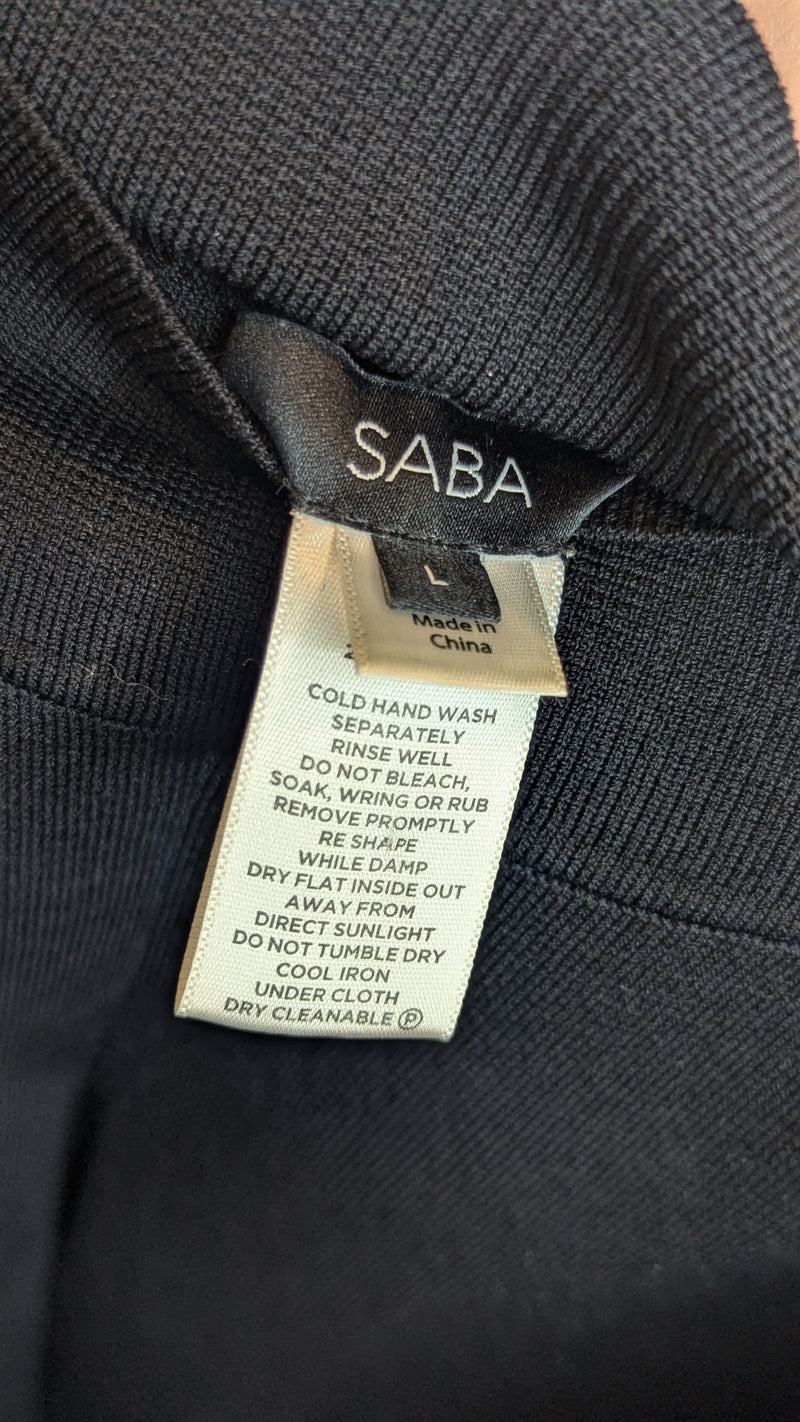 SABA
L
Made in
China
COLD HAND WASH
SEPARATELY
RINSE WELL
DO NOT BLEACH,
SOAK, WRING OR RUB
REMOVE PROMPTLY
RE SHAPE
WHILE DAMP
DRY FLAT INSIDE OUT
AWAY FROM
DIRECT SUNLIGHT
DO NOT TUMBLE DRY
COOL IRON
UNDER CLOTH
DRY CLEANABLE Ⓟ